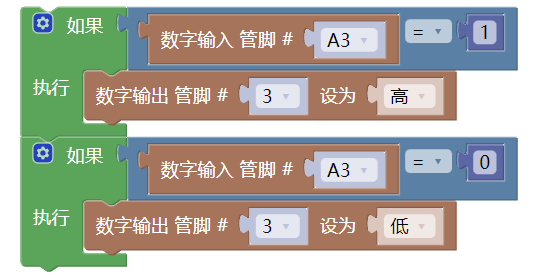 如果 数字输入 管脚 # A3 = 1
执行 数字输出 管脚 # 3 设为 高
如果 数字输入 管脚 # A3 = 0
执行 数字输出 管脚 # 3 设为 低